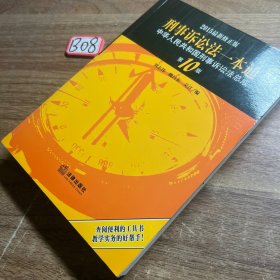 B08
2015最新修正版
刑事诉讼法一本通
中华人民共和国刑事诉讼法总成
第10版
法律出版社
查阅便利的工具书
教学实务的好帮手!